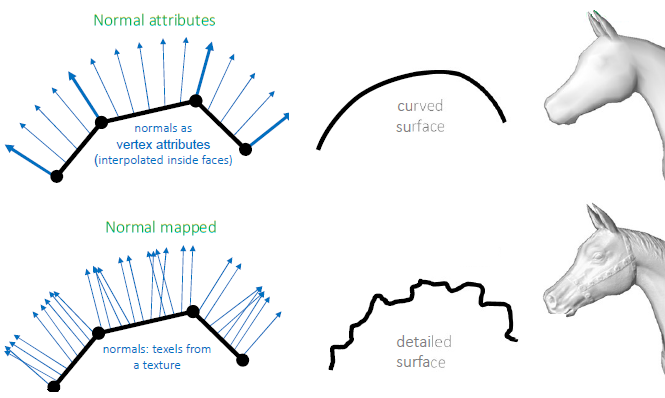 Normal attributes
normals as
vertex attributes
(interpolated inside faces)
curved
surface
Normal mapped
normals: texels from
a texture
detailed
surface